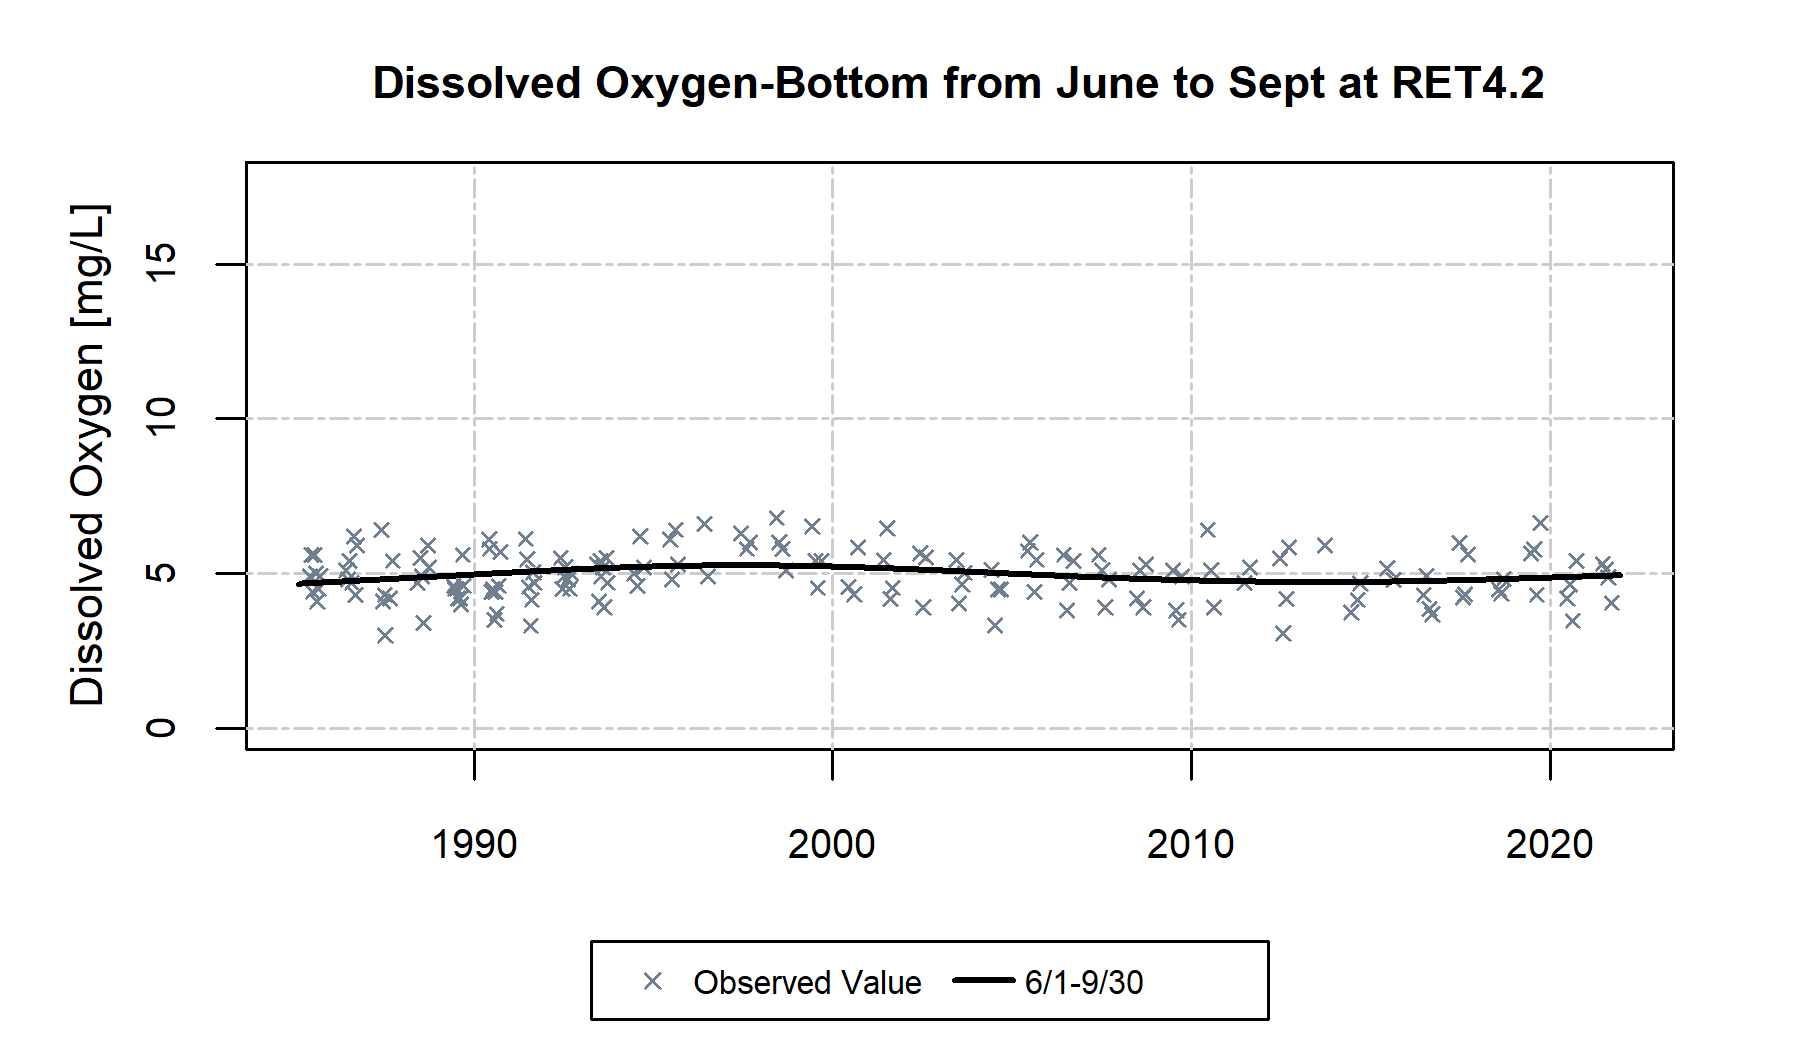 Dissolved Oxygen-Bottom from June to Sept at RET4.2
Dissolved Oxygen [mg/L]
15
10
5
0
1990 2000 2010 2020
Observed Value 6/1-9/30